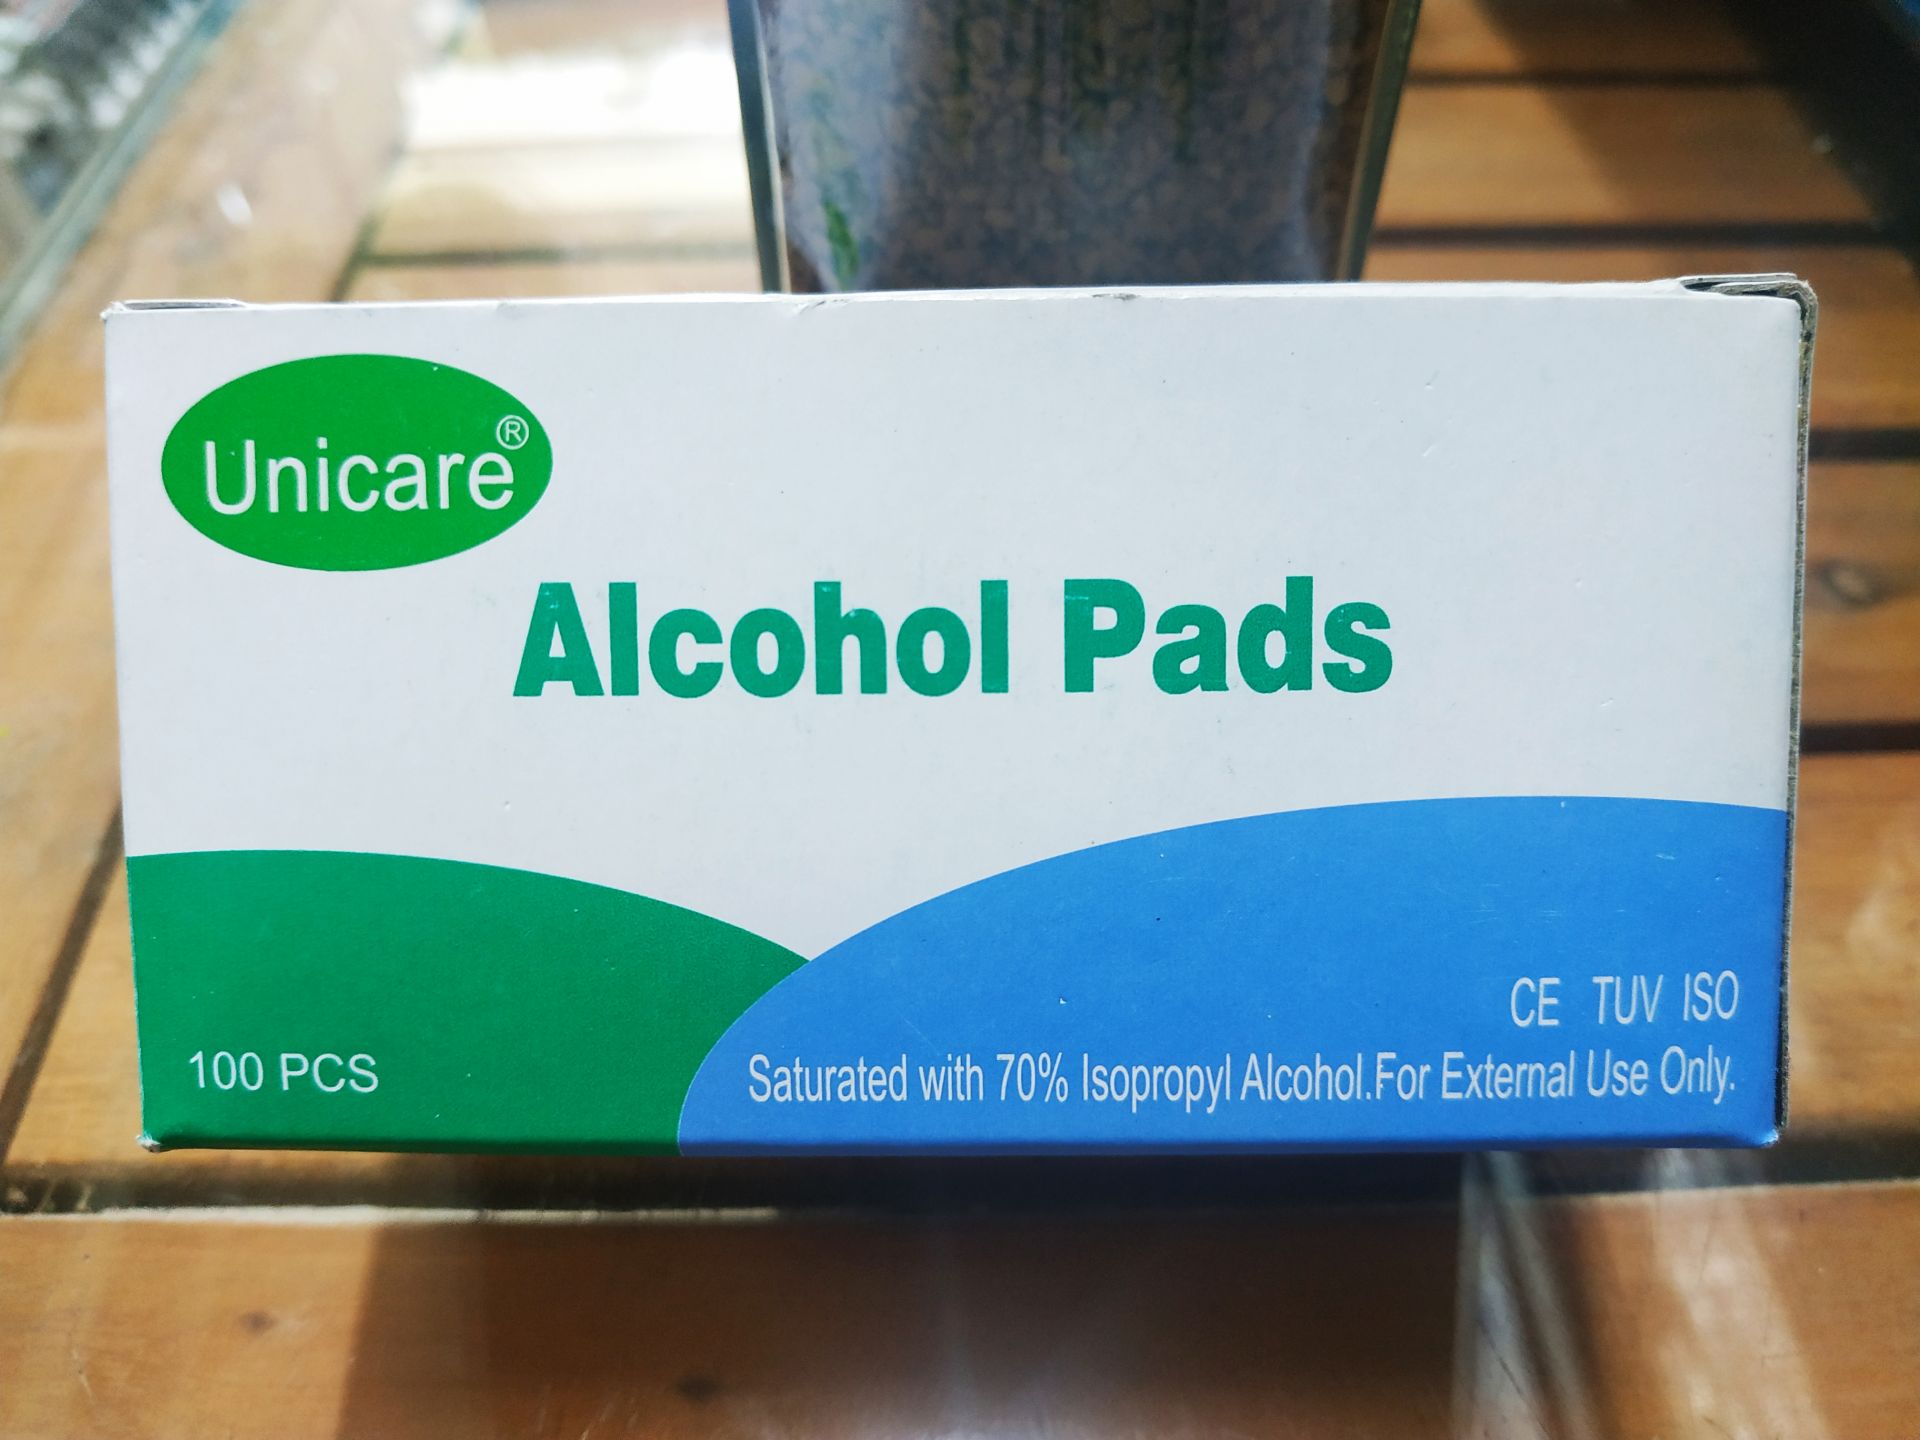 Unicare®
Alcohol Pads
CE TUV ISO
100 PCS
Saturated with 70% Isopropyl Alcohol.For External Use Only.